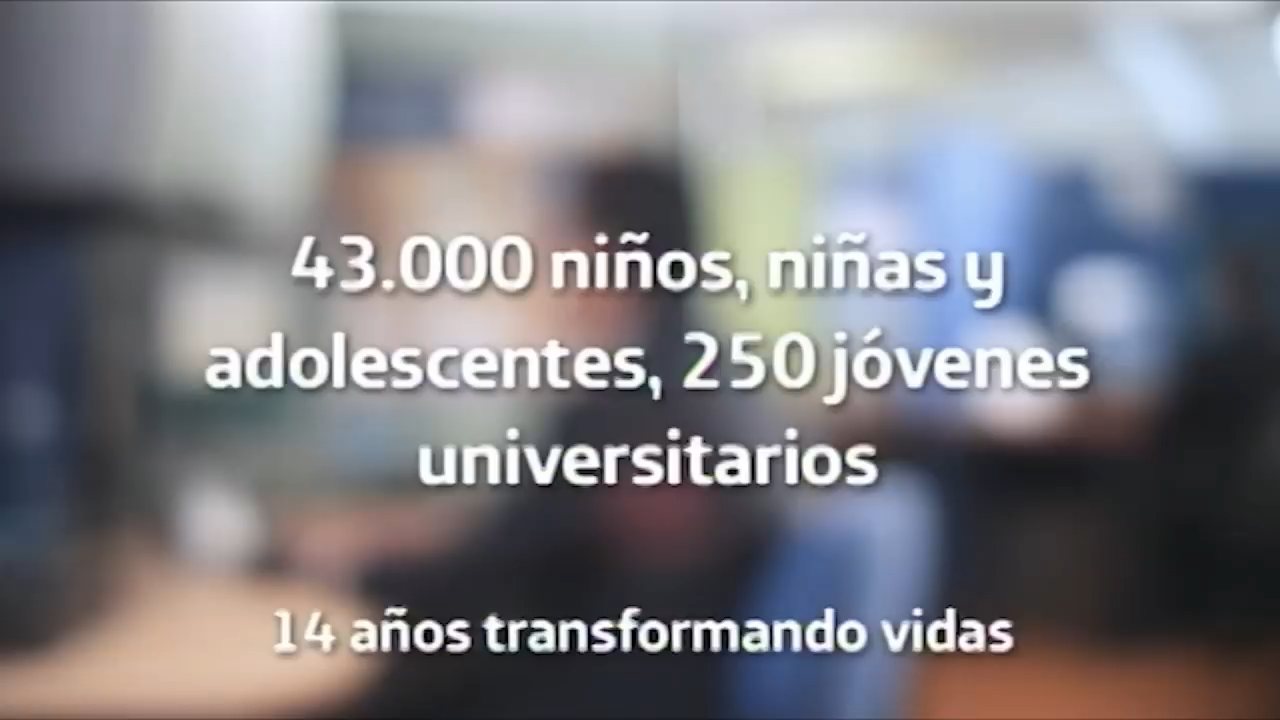 43.000 niños, niñas y
adolescentes, 250 jóvenes
universitarios
14 años transformando vidas